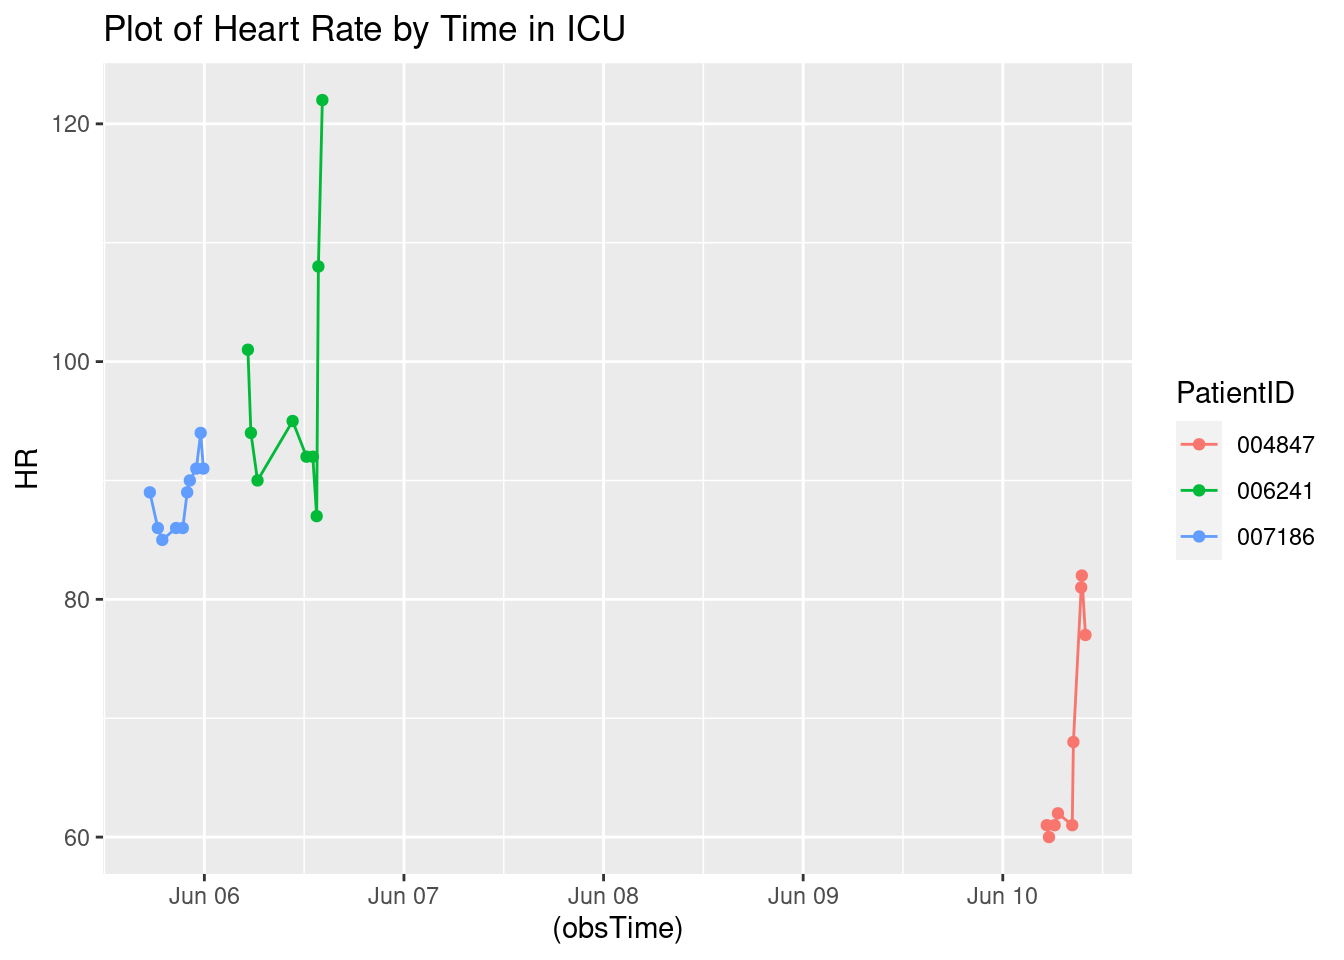 Plot of Heart Rate by Time in ICU
120
100
80
60
HR
Jun 06 Jun 07 Jun 08 Jun 09 Jun 10
(obsTime)
PatientID
004847
006241
007186